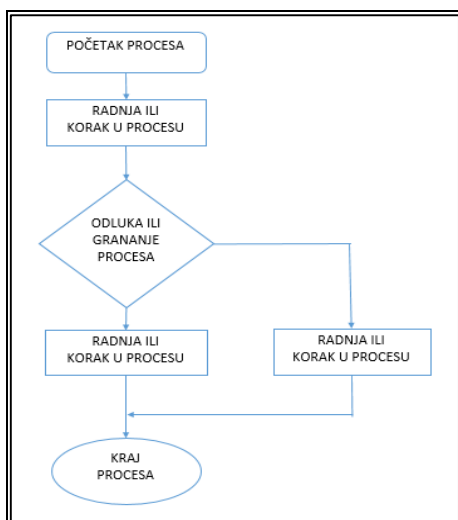 POČETAK PROCESA
RADNJA ILI
KORAK U PROCESU
ODLUKA ILI
GRANANJE
PROCESA
RADNJA ILI
KORAK U PROCESU
RADNJA ILI
KORAK U PROCESU
KRAJ
PROCESA